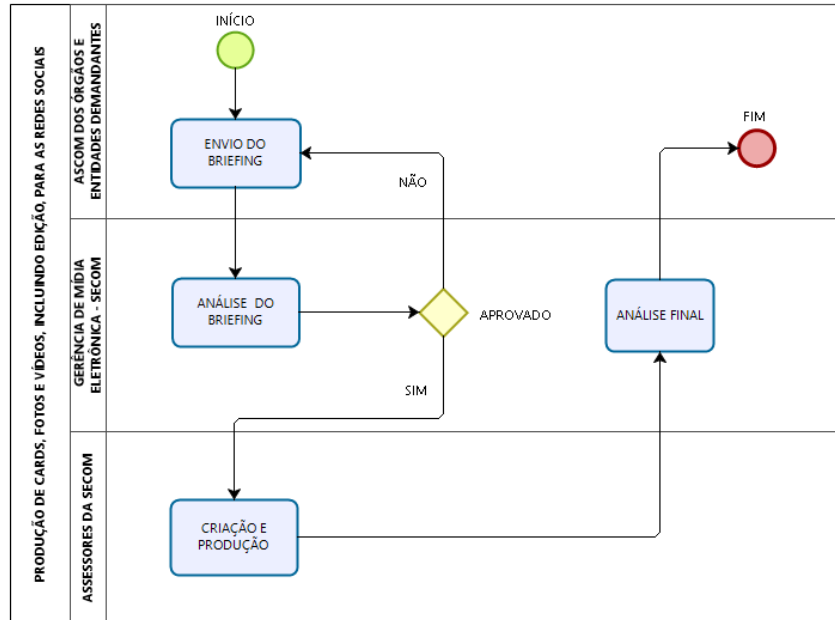 PRODUÇÃO DE CARDS, FOTOS E VÍDEOS, INCLUINDO EDIÇÃO, PARA AS REDES SOCIAIS
ASCOM DOS ÓRGÃOS E
ENTIDADES DEMANDANTES
INÍCIO
ENVIO DO
BRIEFING
NÃO
FIM
GERÊNCIA DE MÍDIA
ELETRÔNICA - SECOM
ANÁLISE DO
BRIEFING
APROVADO
SIM
ANÁLISE FINAL
ASSESSORES DA SECOM
CRIAÇÃO E
PRODUÇÃO